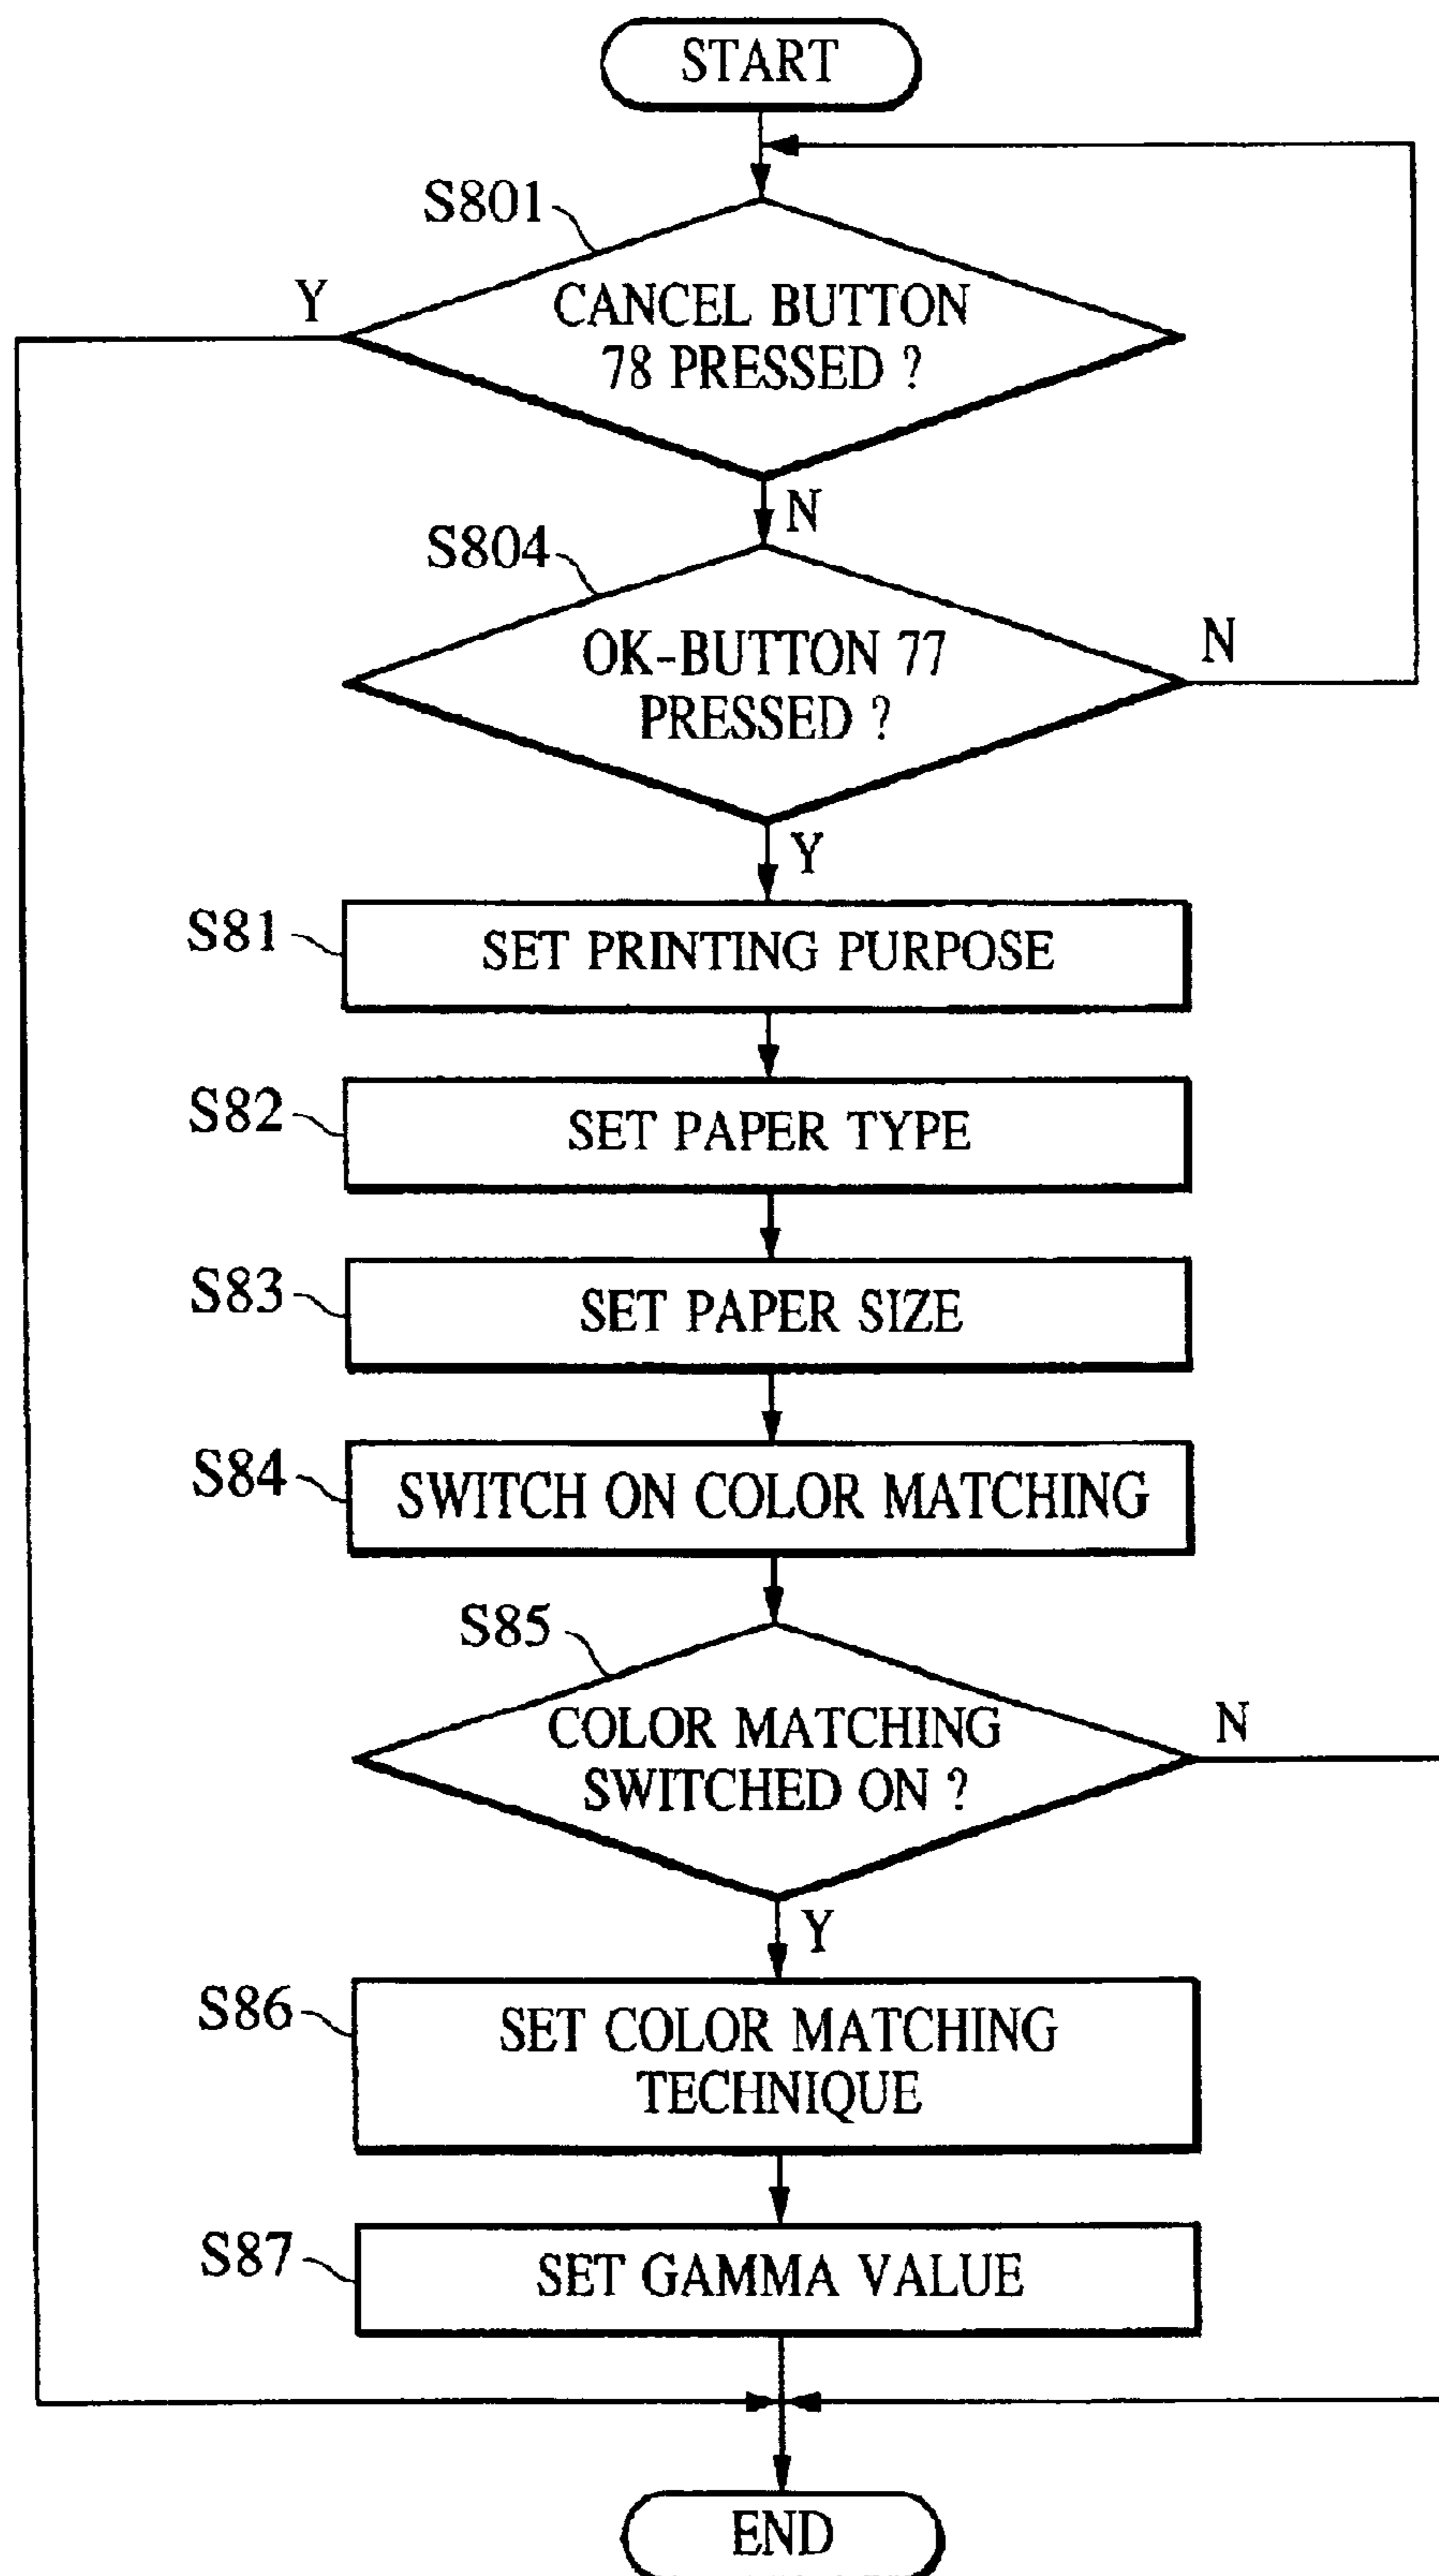 START
S801
Y
CANCEL BUTTON
78 PRESSED ?
N
S804
OK-BUTTON 77
PRESSED ?
N
Y
S81
SET PRINTING PURPOSE
S82
SET PAPER TYPE
S83
SET PAPER SIZE
S84
SWITCH ON COLOR MATCHING
S85
COLOR MATCHING
SWITCHED ON ?
N
Y
S86
SET COLOR MATCHING
TECHNIQUE
S87
SET GAMMA VALUE
END